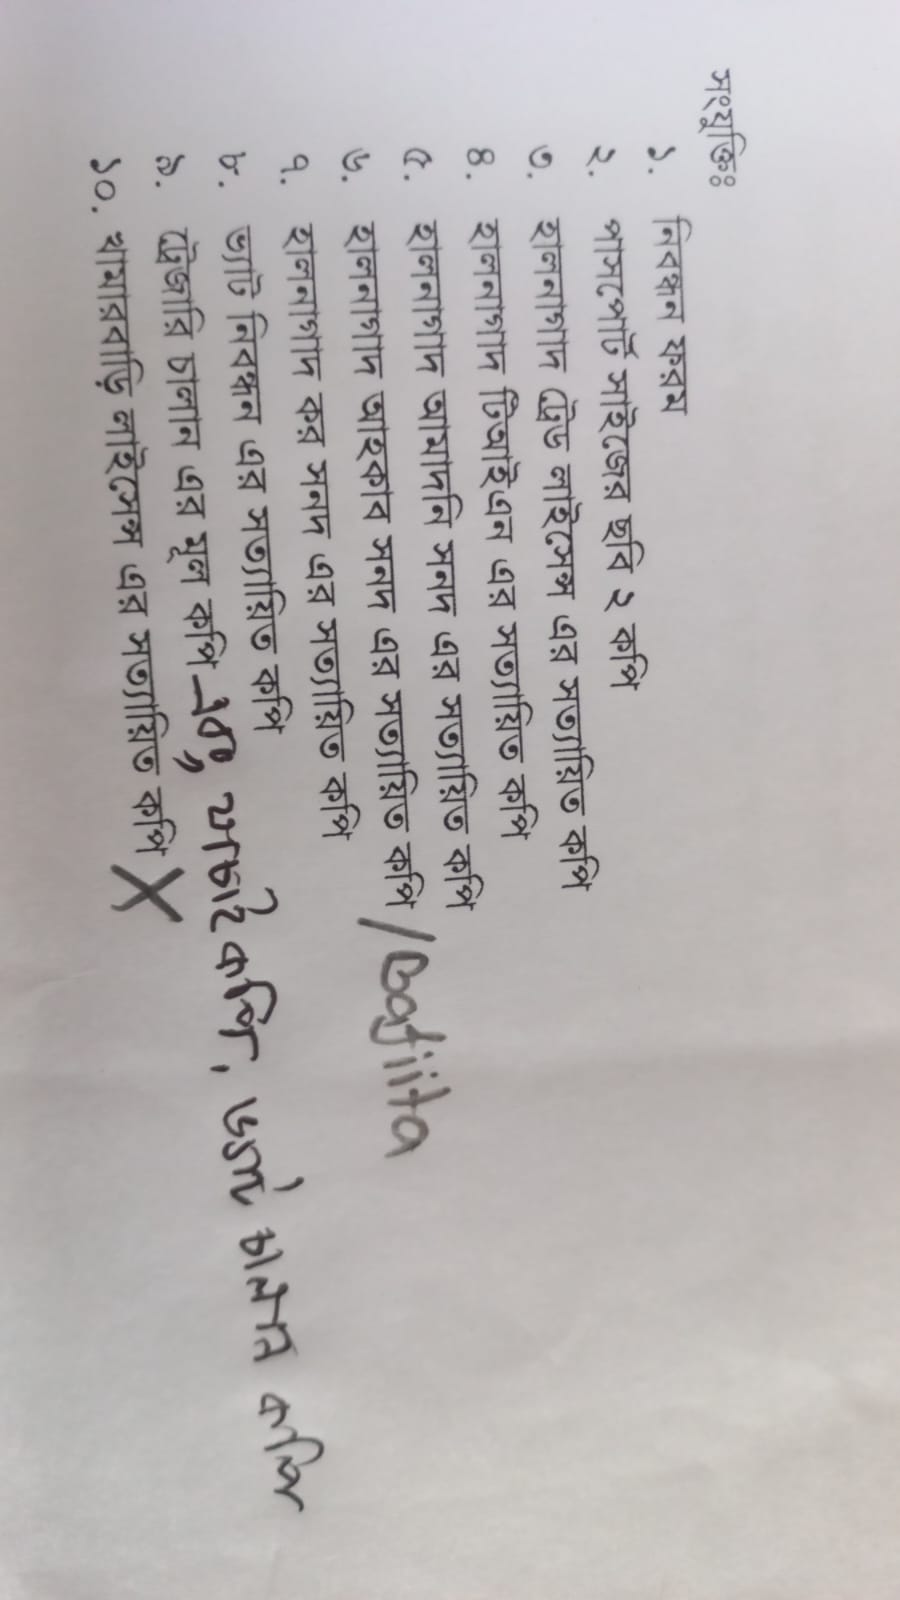 সংযুক্তিঃ
১. নিবন্ধন ফরম
২. পাসপোর্ট সাইজের ছবি ২ কপি
৩. হালনাগাদ ট্রেড লাইসেন্স এর সত্যায়িত কপি
৪. হালনাগাদ টিআইএন এর সত্যায়িত কপি
৫. হালনাগাদ আমাদনি সনদ এর সত্যায়িত কপি
৬. হালনাগাদ আহকাব সনদ এর সত্যায়িত কপি /
৭. হালনাগাদ কর সনদ এর সত্যায়িত কপি
৮. ভ্যাট নিবন্ধন এর সত্যায়িত কপি
৯. ট্রেজারি চালান এর মূল কপি এবং যাচাই কপি, ভ্যাট চালান কপি
১০. খামারবাড়ি লাইসেন্স এর সত্যায়িত কপি X